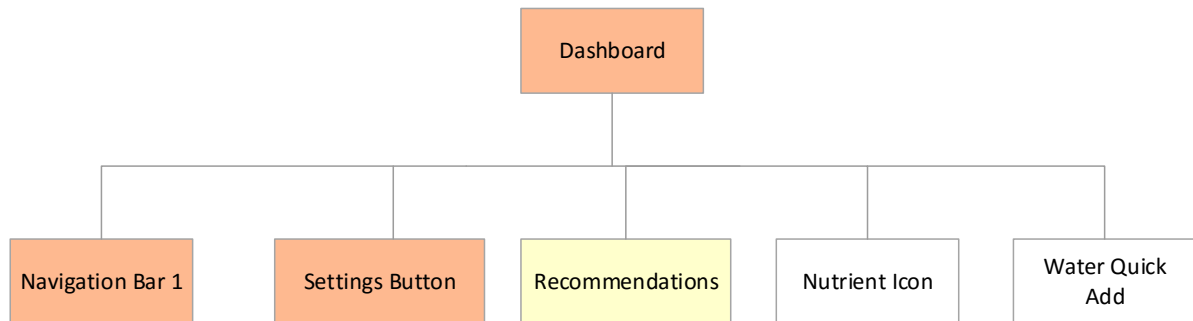 Dashboard
Navigation Bar 1
Settings Button
Recommendations
Nutrient Icon
Water Quick
Add